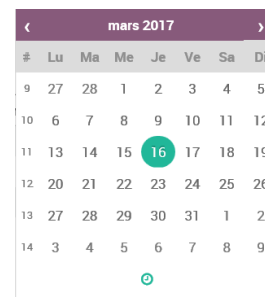 ‹ mars 2017 ›
# Lu Ma Me Je Ve Sa Di
9 27 28 1 2 3 4 5
10 6 7 8 9 10 11 12
11 13 14 15 16 17 18 19
12 20 21 22 23 24 25 26
13 27 28 29 30 31 1 2
14 3 4 5 6 7 8 9